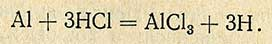 Al + 3HCl = AlCl₃ + 3H.